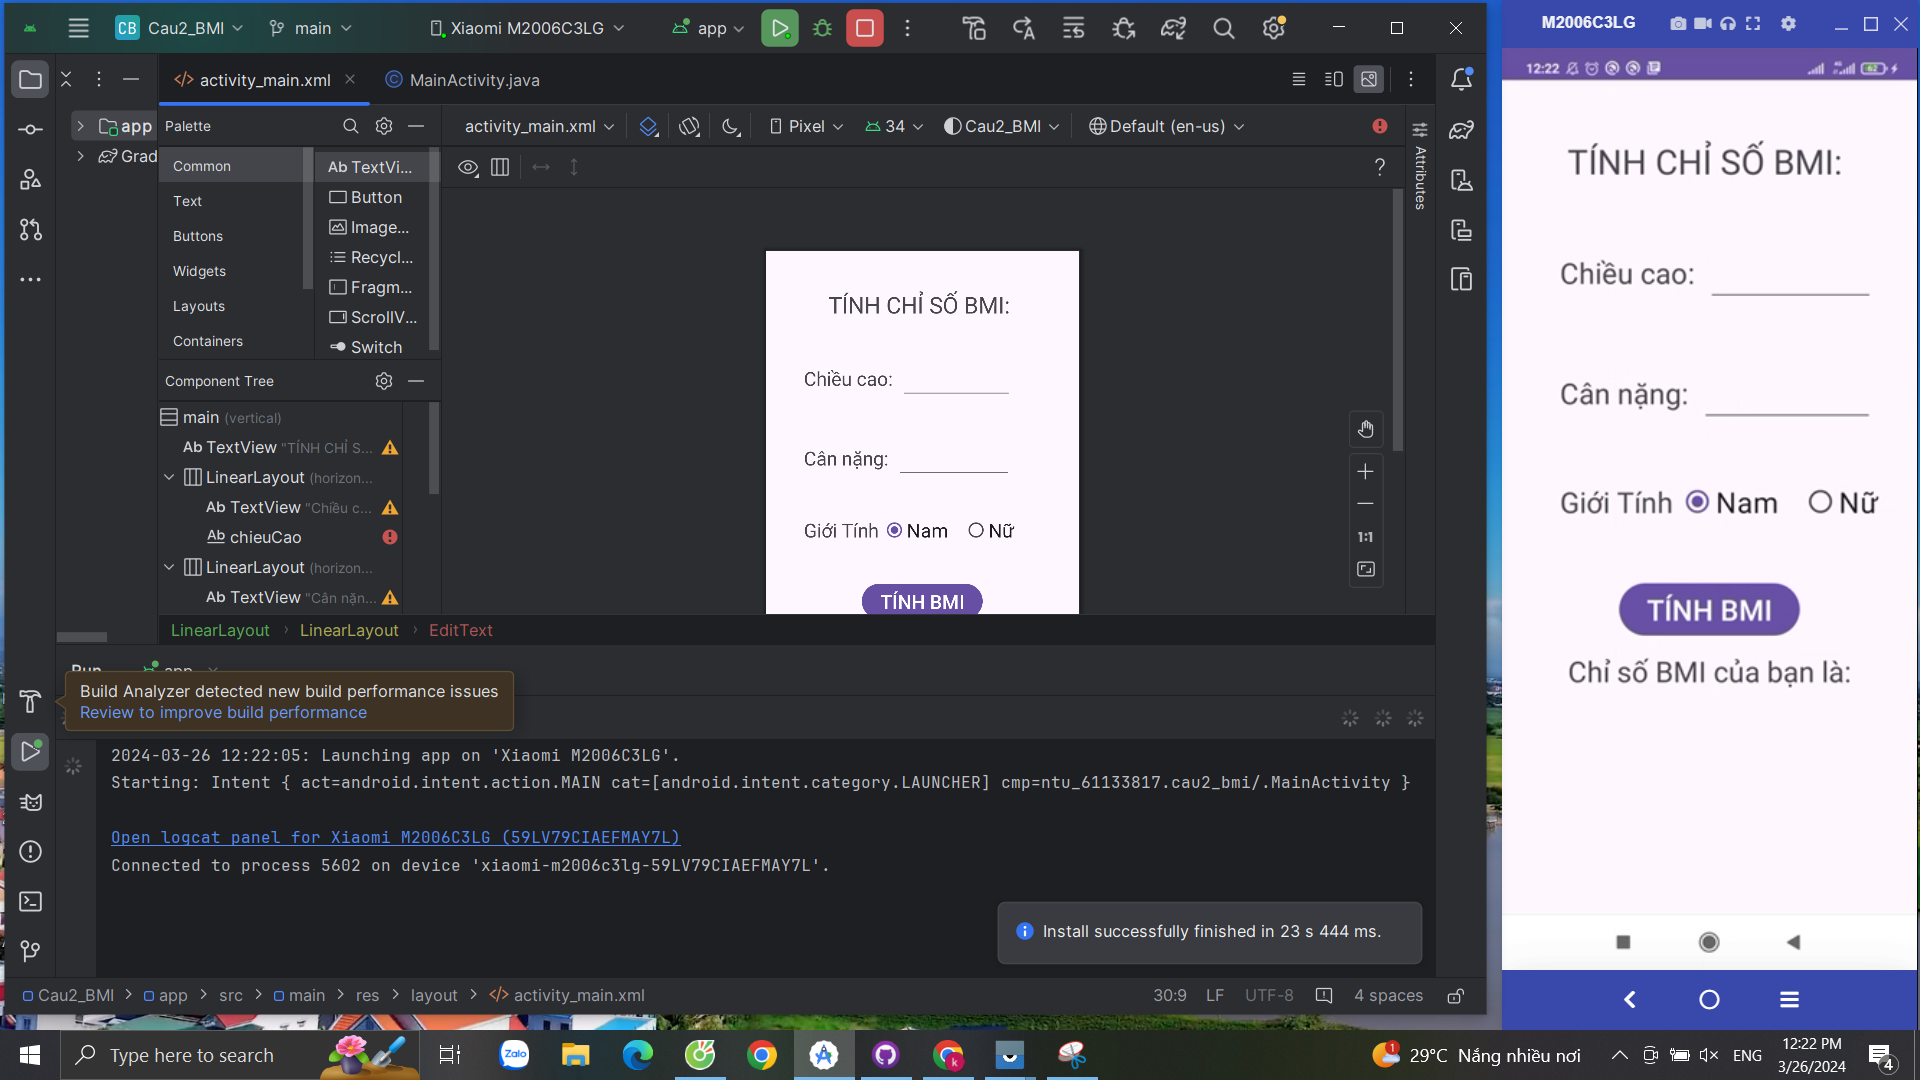 CB Cau2_BMI
main
Xiaomi M2006C3LG
app
activity_main.xml
MainActivity.java
app
Grad
Palette
Common
Text
Buttons
Widgets
Layouts
Containers
Ab TextVi...
Button
Image...
Recycl...
Fragm...
ScrollV...
Switch
activity_main.xml
Pixel
34
Cau2_BMI
Default (en-us)
?
Attributes
Component Tree
main (vertical)
Ab TextView "TÍNH CHỈ S...
LinearLayout (horizon...
Ab TextView "Chiều c...
Ab chieuCao
LinearLayout (horizon...
Ab TextView "Cân nặn...
TÍNH CHỈ SỐ BMI:
Chiều cao:
Cân nặng:
Giới Tính Nam Nữ
TÍNH BMI
1:1
LinearLayout > LinearLayout > EditText
Run app
Build Analyzer detected new build performance issues
Review to improve build performance
2024-03-26 12:22:05: Launching app on 'Xiaomi M2006C3LG'.
Starting: Intent { act=android.intent.action.MAIN cat=[android.intent.category.LAUNCHER] cmp=ntu_61133817.cau2_bmi/.MainActivity }
Open logcat panel for Xiaomi M2006C3LG (59LV79CIAEFMAY7L)
Connected to process 5602 on device 'xiaomi-m2006c3lg-59LV79CIAEFMAY7L'.
Install successfully finished in 23 s 444 ms.
Cau2_BMI > app > src > main > res > layout > activity_main.xml
30:9 LF UTF-8 4 spaces
M2006C3LG
12:22
62
TÍNH CHỈ SỐ BMI:
Chiều cao:
Cân nặng:
Giới Tính Nam Nữ
TÍNH BMI
Chỉ số BMI của bạn là:
Type here to search
Zalo
k
1
29°C Nắng nhiều nơi
ENG
12:22 PM
3/26/2024
4